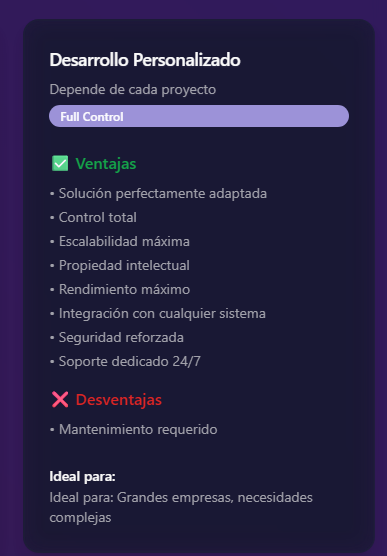 Desarrollo Personalizado
Depende de cada proyecto
Full Control
✅ Ventajas
• Solución perfectamente adaptada
• Control total
• Escalabilidad máxima
• Propiedad intelectual
• Rendimiento máximo
• Integración con cualquier sistema
• Seguridad reforzada
• Soporte dedicado 24/7
❌ Desventajas
• Mantenimiento requerido
Ideal para:
Ideal para: Grandes empresas, necesidades
complejas